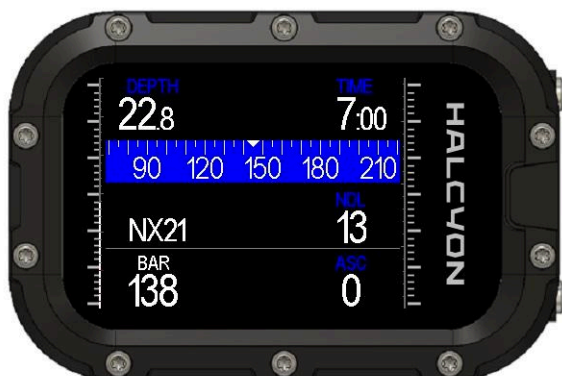 DEPTH TIME
22.8 7:00
90 120 150 180 210
NDL
NX21 13
BAR ASC
138 0
HALCYON